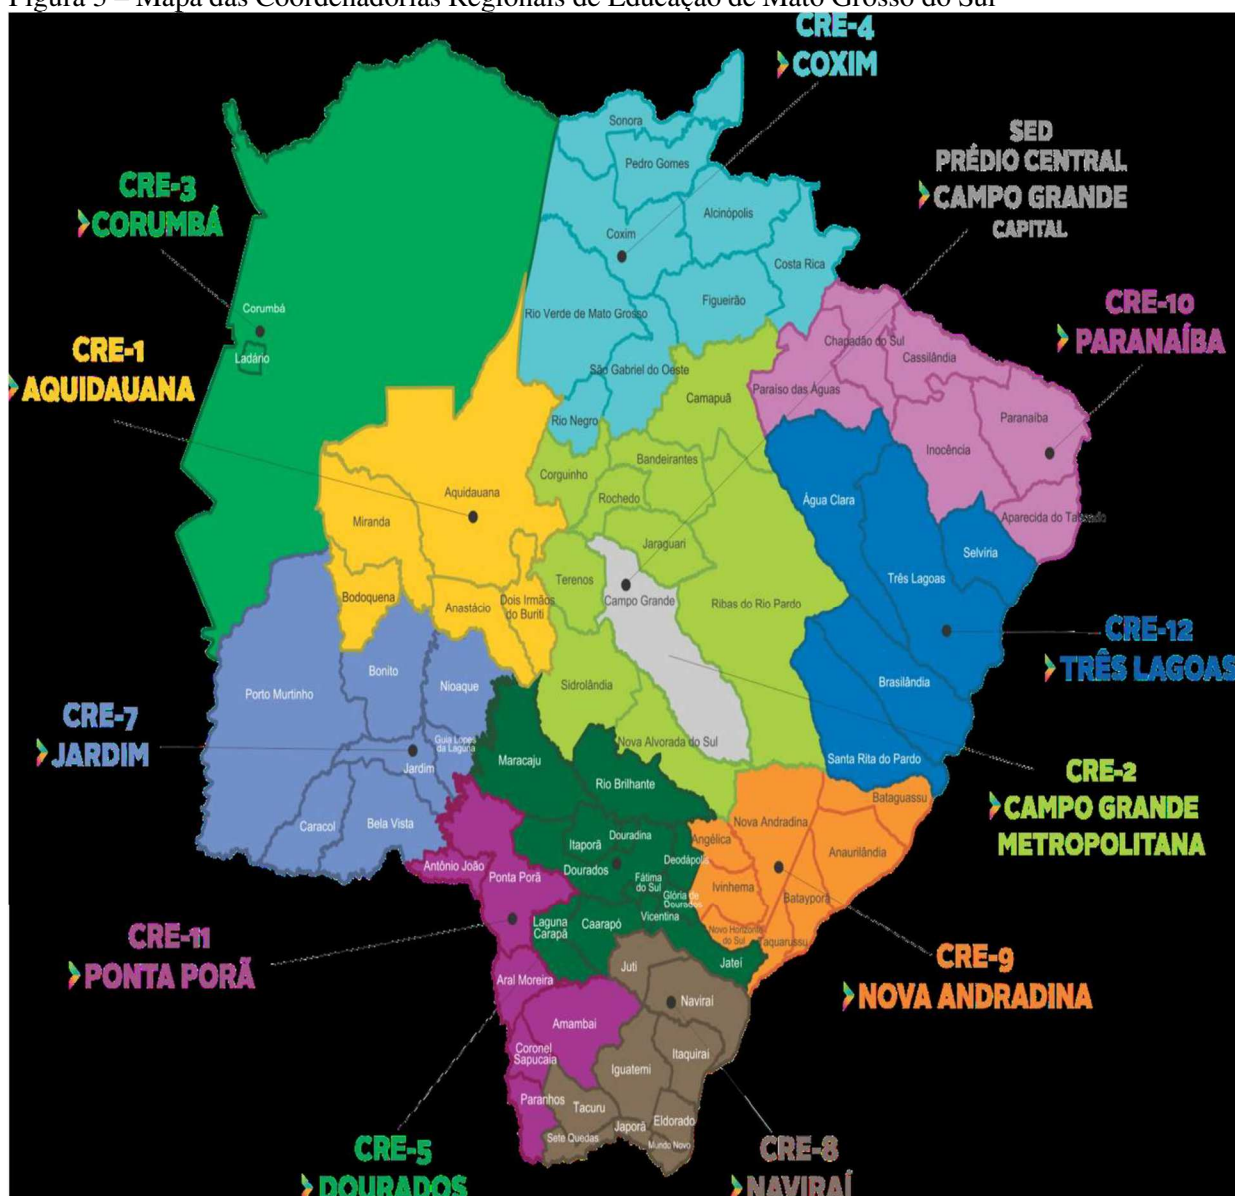 Figura 3 – Mapa das Coordenadorias Regionais de Educação de Mato Grosso do Sul
CRE-4
COXIM
SED
PRÉDIO CENTRAL
CAMPO GRANDE
CAPITAL
CRE-3
CORUMBÁ
CRE-10
PARANAÍBA
CRE-1
AQUIDAUANA
CRE-12
TRÊS LAGOAS
CRE-7
JARDIM
CRE-2
CAMPO GRANDE
METROPOLITANA
CRE-11
PONTA PORÃ
CRE-9
NOVA ANDRADINA
CRE-5
DOURADOS
CRE-8
NAVIRAÍ
Sonora
Pedro Gomes
Alcinópolis
Coxim
Costa Rica
Figueirão
Rio Verde de Mato Grosso
São Gabriel do Oeste
Rio Negro
Corumbá
Ladário
Chapadão do Sul
Cassilândia
Paraiso das Águas
Paranaíba
Inocência
Aparecida do Taboado
Camapuã
Bandeirantes
Corguinho
Rochedo
Jaraguari
Terenos
Campo Grande
Ribas do Rio Pardo
Sidrolândia
Nova Alvorada do Sul
Aquidauana
Miranda
Bodoquena
Anastácio
Dois Irmãos
do Buriti
Água Clara
Três Lagoas
Selvíria
Brasilândia
Santa Rita do Pardo
Porto Murtinho
Bonito
Nioaque
Guia Lopes
da Laguna
Jardim
Caracol
Bela Vista
Maracaju
Rio Brilhante
Itaporã
Douradina
Dourados
Deodápolis
Fátima
do Sul
Glória de
Dourados
Vicentina
Laguna
Carapã
Caarapó
Jateí
Bataguassu
Nova Andradina
Angélica
Anaurilândia
Ivinhema
Batayporã
Novo Horizonte
do Sul
Taquarussu
Antônio João
Ponta Porã
Aral Moreira
Amambai
Coronel
Sapucaia
Paranhos
Juti
Naviraí
Itaquiraí
Iguatemi
Tacuru
Eldorado
Japorã
Sete Quedas
Mundo Novo